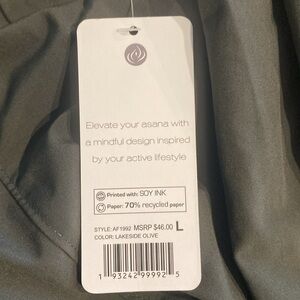 Elevate your asana with
a mindful design inspired
by your active lifestyle
Printed with: SOY INK
Paper: 70% recycled paper
STYLE: AF1992 MSRP $46.00 L
COLOR: LAKESIDE OLIVE
1 93242 99992 5